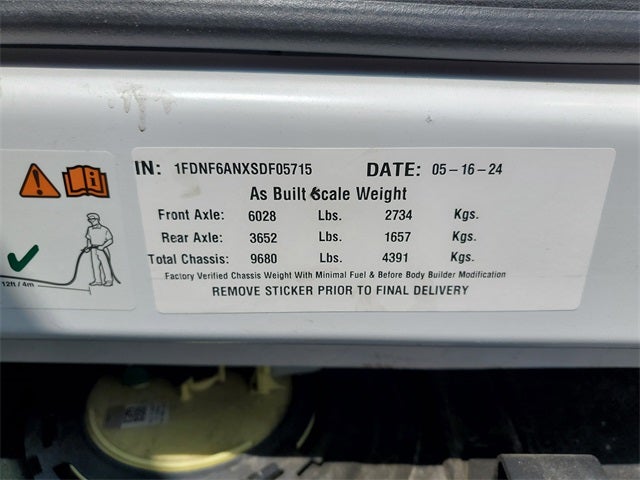 IN: 1FDNF6ANXSDF05715 DATE: 05-16-24
As Built Scale Weight
Front Axle: 6028 Lbs. 2734 Kgs.
Rear Axle: 3652 Lbs. 1657 Kgs.
Total Chassis: 9680 Lbs. 4391 Kgs.
Factory Verified Chassis Weight With Minimal Fuel & Before Body Builder Modification
REMOVE STICKER PRIOR TO FINAL DELIVERY
12ft / 4m